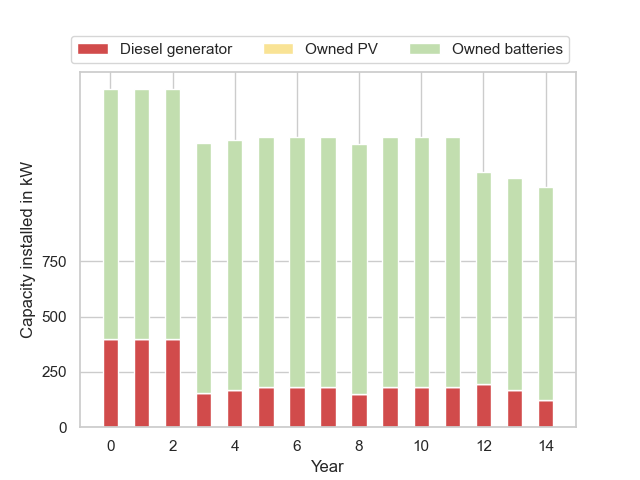 Diesel generator Owned PV Owned batteries
Capacity installed in kW
750
500
250
0
0 2 4 6 8 10 12 14
Year